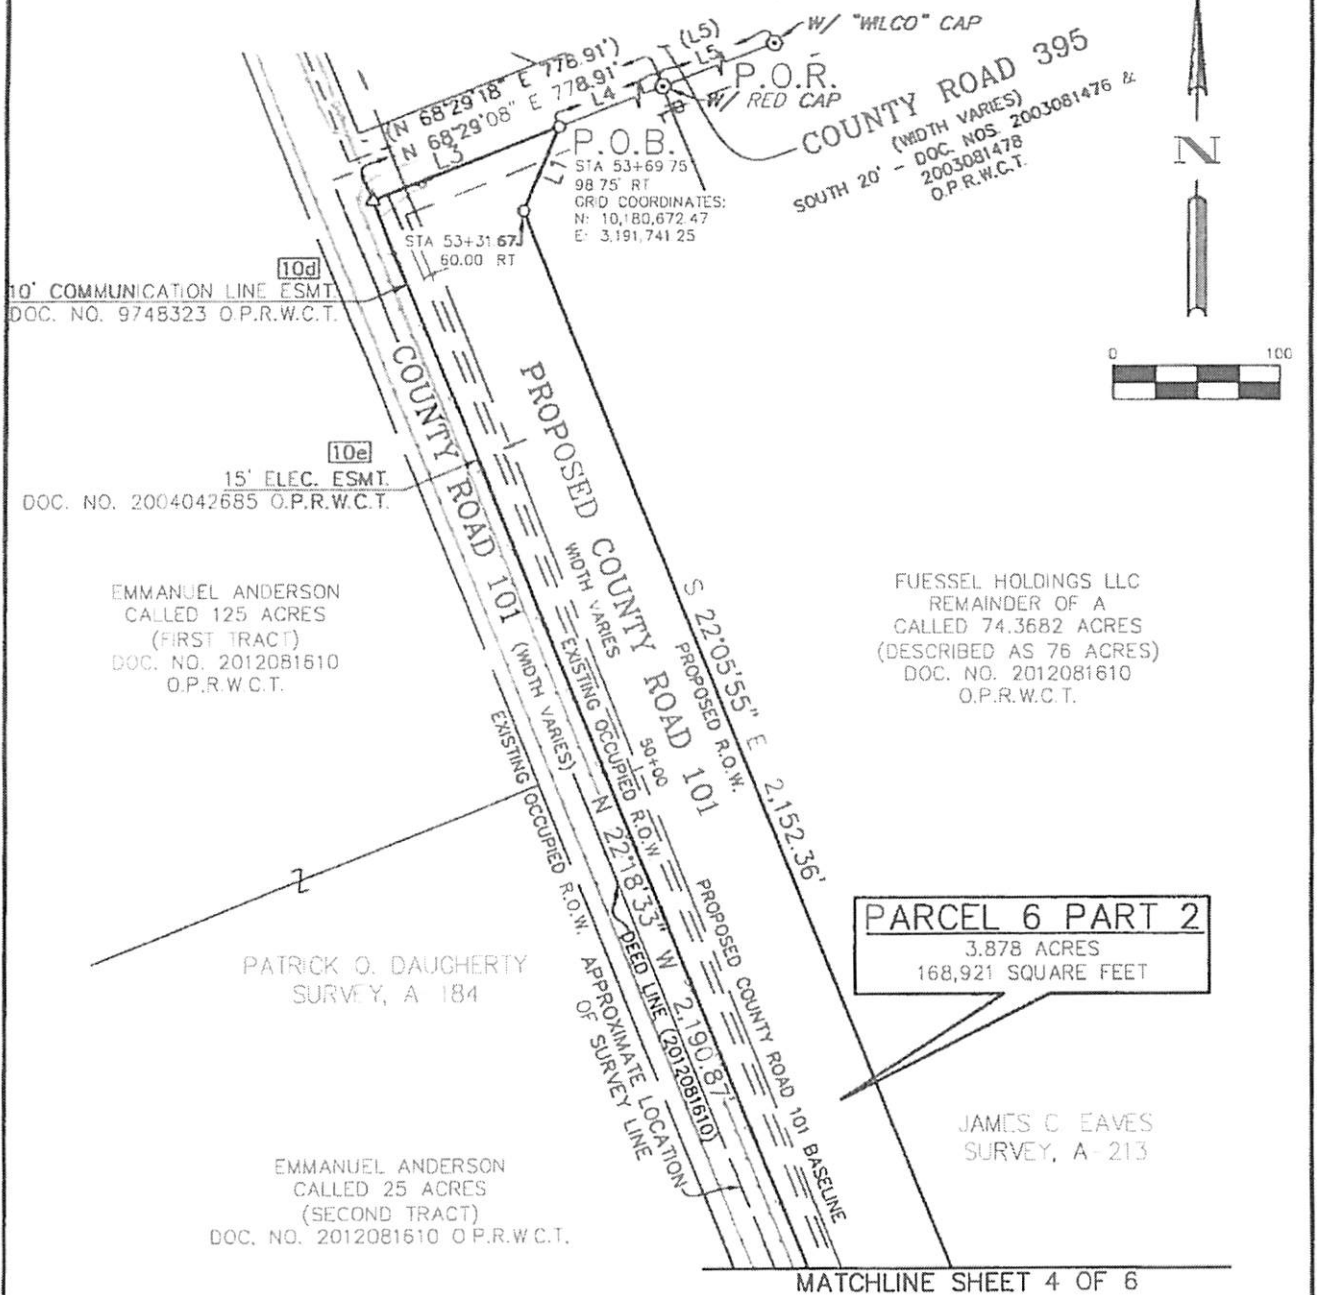 W/ "WILCO" CAP
(L5)
L5
(N 68°29'18" E 778.91')
N 68°29'08" E 778.91'
L4
L3
P.O.R.
W/ RED CAP
COUNTY ROAD 395
(WIDTH VARIES)
SOUTH 20' - DOC. NOS. 2003081476 &
2003081478
O.P.R.W.C.T.
N
P.O.B.
STA 53+69.75
98.75' RT
GRID COORDINATES:
N: 10,180,672.47
E: 3,191,741.25
L1
STA 53+31.67
60.00 RT
0 100
10d
10' COMMUNICATION LINE ESMT.
DOC. NO. 9748323 O.P.R.W.C.T.
10e
15' ELEC. ESMT.
DOC. NO. 2004042685 O.P.R.W.C.T.
COUNTY ROAD 101 (WIDTH VARIES)
PROPOSED COUNTY ROAD 101
WIDTH VARIES
EXISTING OCCUPIED R.O.W.
50+00
S 22°05'55" E 2,152.36'
PROPOSED R.O.W.
EMMANUEL ANDERSON
CALLED 125 ACRES
(FIRST TRACT)
DOC. NO. 2012081610
O.P.R.W.C.T.
FUESSEL HOLDINGS LLC
REMAINDER OF A
CALLED 74.3682 ACRES
(DESCRIBED AS 76 ACRES)
DOC. NO. 2012081610
O.P.R.W.C.T.
EXISTING OCCUPIED R.O.W.
N 22°18'33" W 2,190.87'
DEED LINE (2012081610)
PROPOSED COUNTY ROAD 101 BASELINE
APPROXIMATE LOCATION
OF SURVEY LINE
PARCEL 6 PART 2
3.878 ACRES
168,921 SQUARE FEET
PATRICK O. DAUGHERTY
SURVEY, A 184
JAMES C EAVES
SURVEY, A-213
EMMANUEL ANDERSON
CALLED 25 ACRES
(SECOND TRACT)
DOC. NO. 2012081610 O.P.R.W.C.T.
MATCHLINE SHEET 4 OF 6